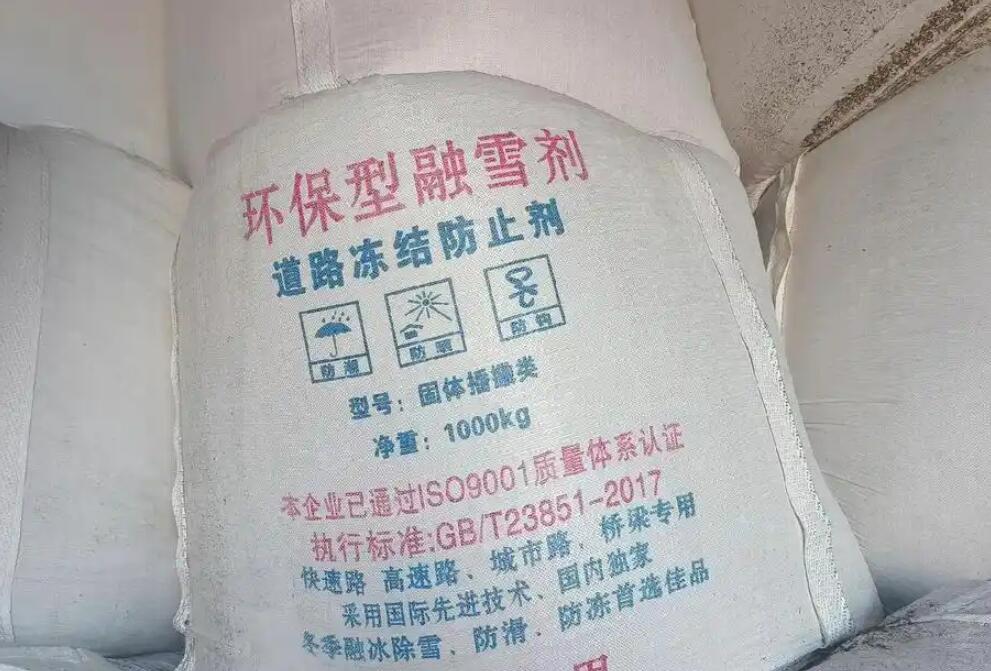 环保型融雪剂
道路冻结防止剂
防潮 防晒 防钩
型号：固体播撒类
净重：1000kg
本企业已通过ISO9001质量体系认证
执行标准:GB/T23851-2017
快速路 高速路、城市路、桥梁专用
采用国际先进技术、国内独家
冬季融冰除雪、防滑、防冻首选佳品